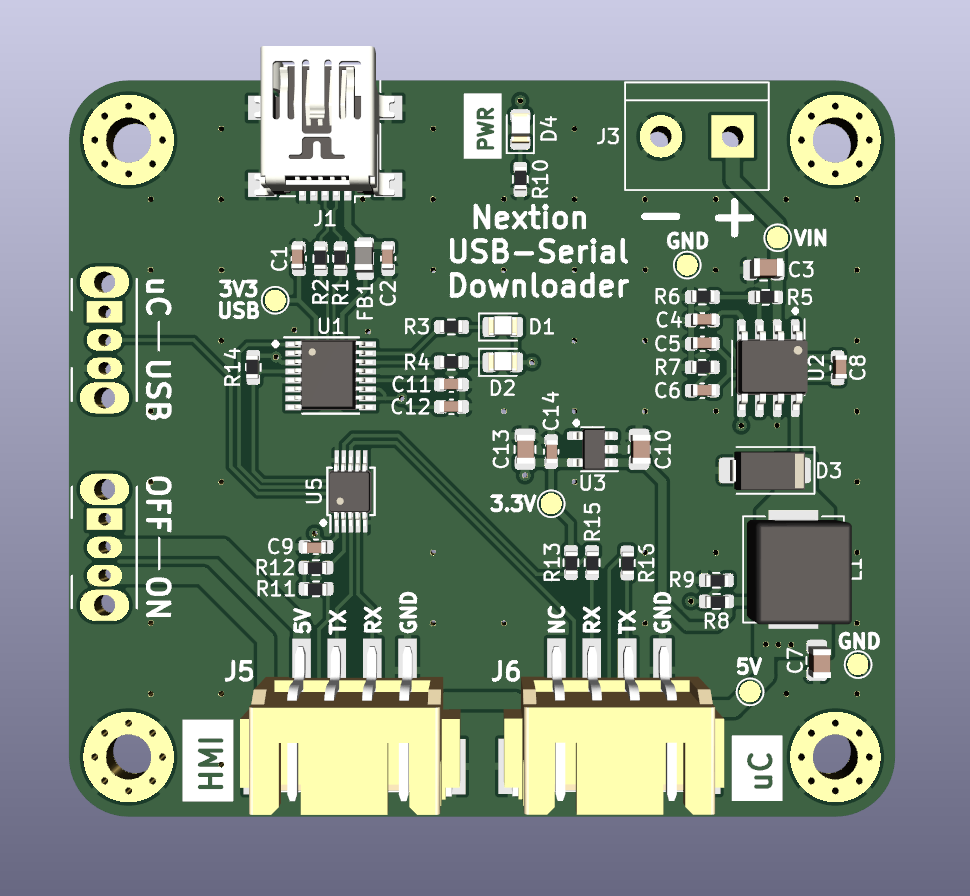 PWR
D4
R10
J3
J1
Nextion
USB-Serial
Downloader
GND
VIN
− +
C1
R2
R1
FB1
C2
3V3
USB
U1
C3
R6
R5
C4
C5
R7
C6
U2
C8
R3
D1
R4
D2
C11
C12
R14
uC—USB
C14
C13
C10
U3
U5
3.3V
D3
OFF—ON
C9
R12
R11
R13
R15
R16
R9
R8
L1
5V
TX
RX
GND
NC
RX
TX
GND
J5
J6
5V
C7
GND
HMI
uC